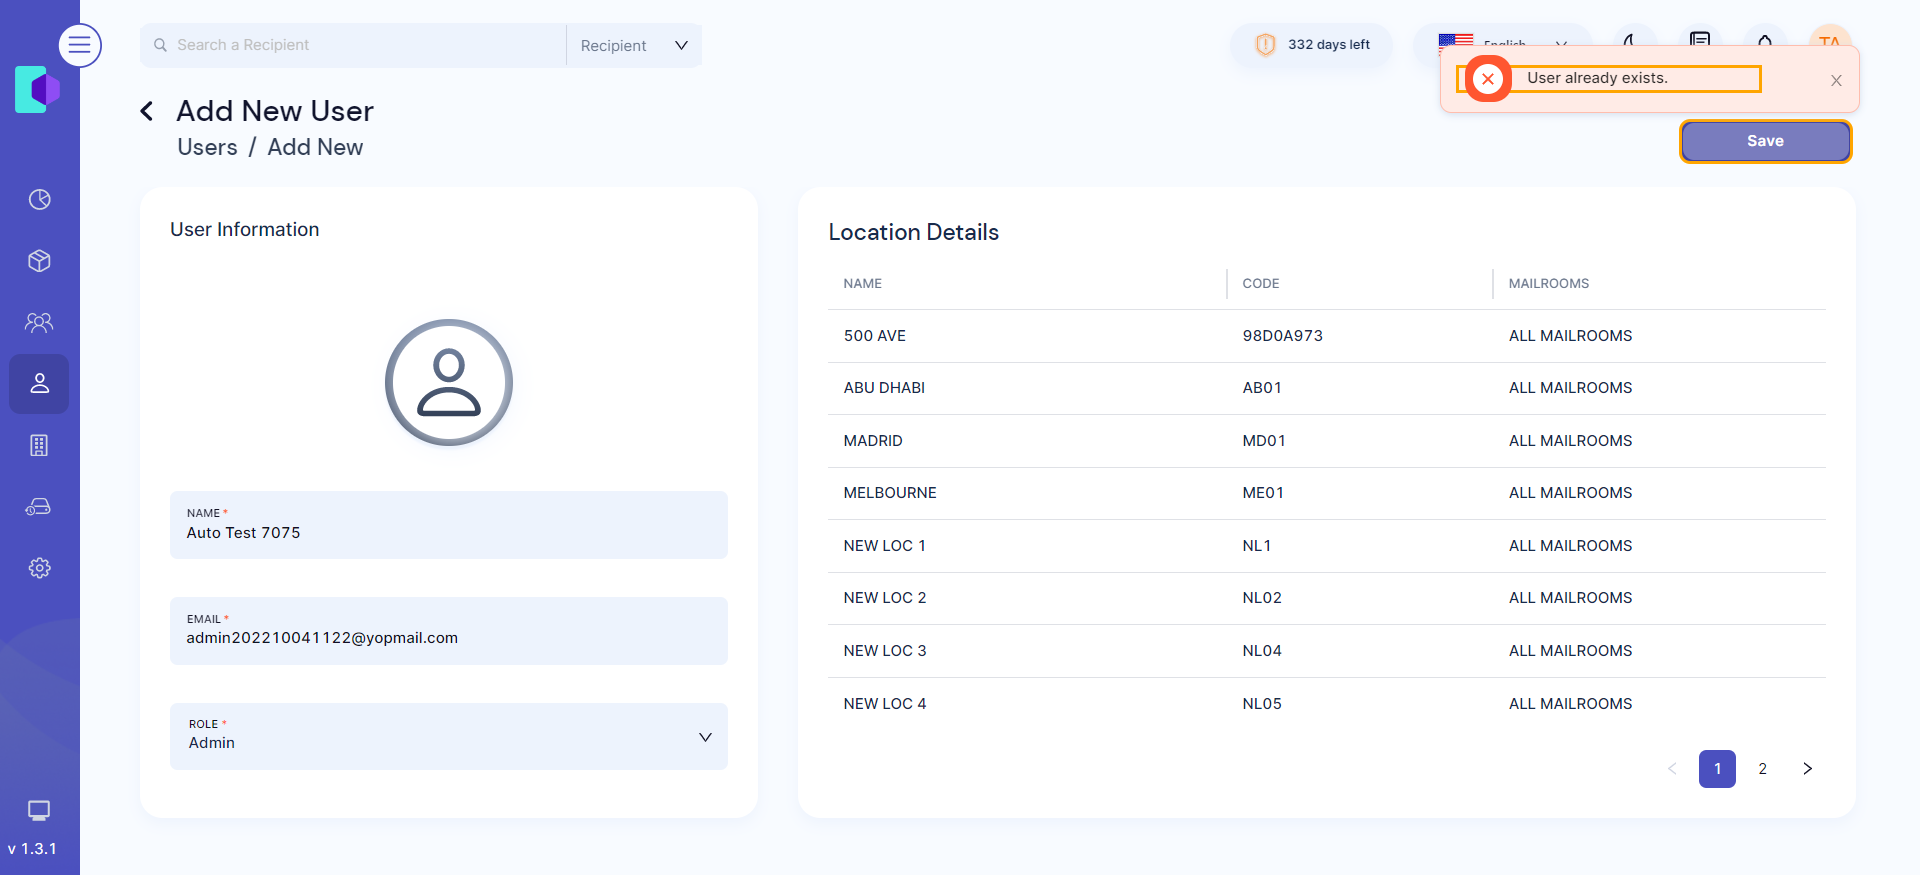 Search a Recipient
Recipient
332 days left
English
TA
User already exists.
Add New User
Users / Add New
Save
User Information
NAME *
Auto Test 7075
EMAIL *
admin202210041122@yopmail.com
ROLE *
Admin
Location Details
NAME CODE MAILROOMS
500 AVE 98D0A973 ALL MAILROOMS
ABU DHABI AB01 ALL MAILROOMS
MADRID MD01 ALL MAILROOMS
MELBOURNE ME01 ALL MAILROOMS
NEW LOC 1 NL1 ALL MAILROOMS
NEW LOC 2 NL02 ALL MAILROOMS
NEW LOC 3 NL04 ALL MAILROOMS
NEW LOC 4 NL05 ALL MAILROOMS
1 2
v 1.3.1